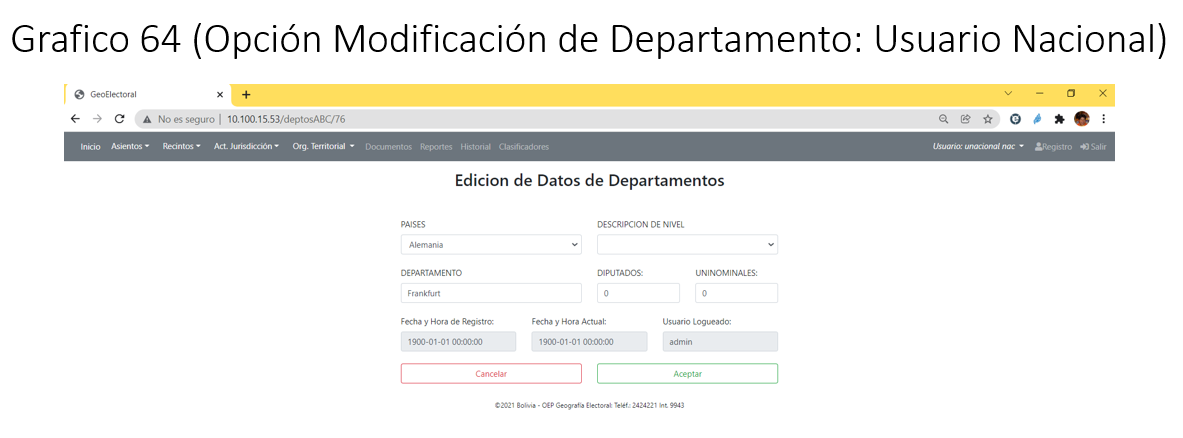 Grafico 64 (Opción Modificación de Departamento: Usuario Nacional)
GeoElectoral
No es seguro | 10.100.15.53/deptosABC/76
Inicio Asientos Recintos Act. Jurisdicción Org. Territorial Documentos Reportes Historial Clasificadores Usuario: unacional nac Registro Salir
Edicion de Datos de Departamentos
PAISES DESCRIPCION DE NIVEL
Alemania
DEPARTAMENTO DIPUTADOS: UNINOMINALES:
Frankfurt 0 0
Fecha y Hora de Registro: Fecha y Hora Actual: Usuario Logueado:
1900-01-01 00:00:00 1900-01-01 00:00:00 admin
Cancelar Aceptar
©2021 Bolivia - OEP Geografía Electoral: Teléf.: 2424221 Int. 9943